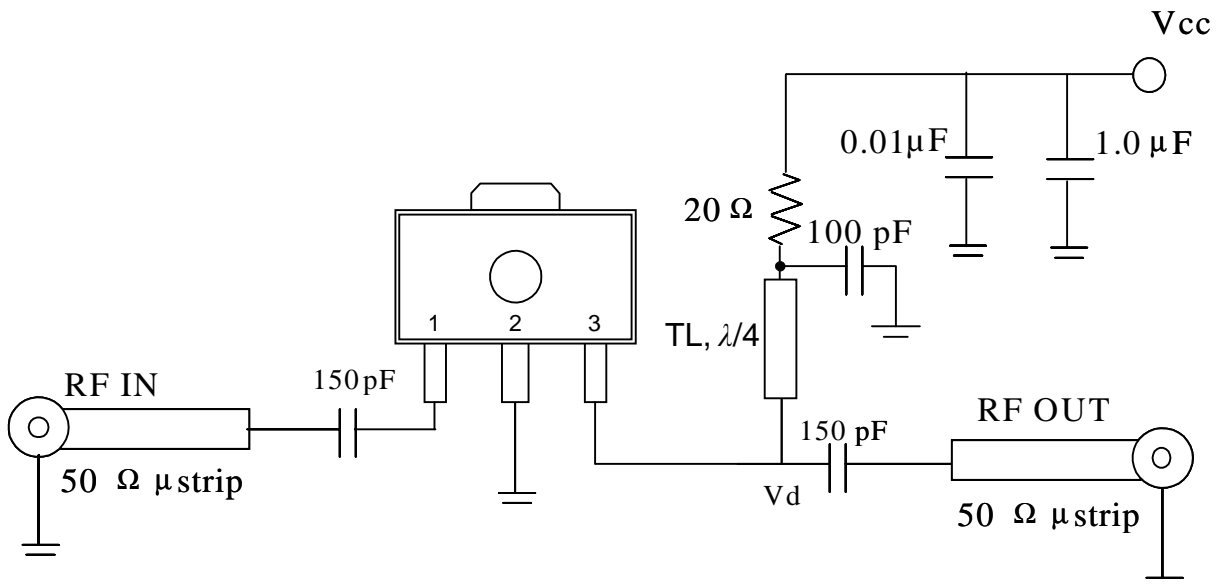 Vcc
0.01µF
1.0 µF
20 Ω
100 pF
1 2 3
TL, λ/4
150pF
RF IN
RF OUT
150 pF
50 Ω µstrip
Vd
50 Ω µstrip